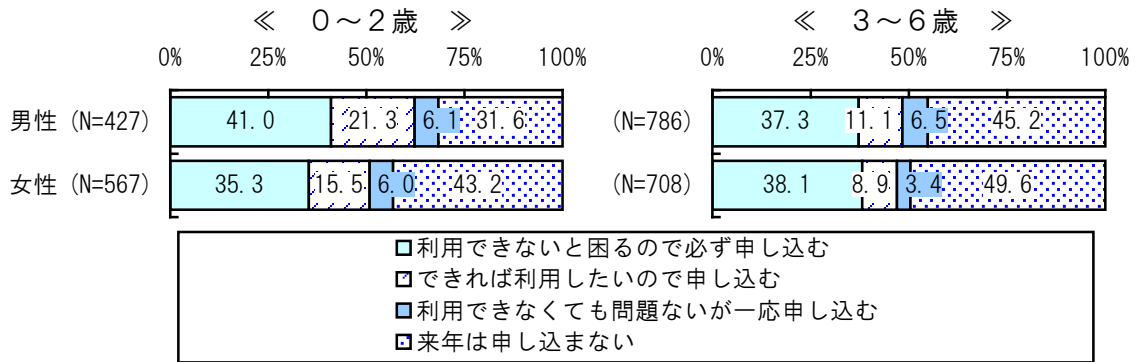 ≪ 0～2歳 ≫
≪ 3～6歳 ≫
0% 25% 50% 75% 100%
0% 25% 50% 75% 100%
男性 (N=427) 41.0 21.3 6.1 31.6
(N=786) 37.3 11.1 6.5 45.2
女性 (N=567) 35.3 15.5 6.0 43.2
(N=708) 38.1 8.9 3.4 49.6
利用できないと困るので必ず申し込む
できれば利用したいので申し込む
利用できなくても問題ないが一応申し込む
来年は申し込まない